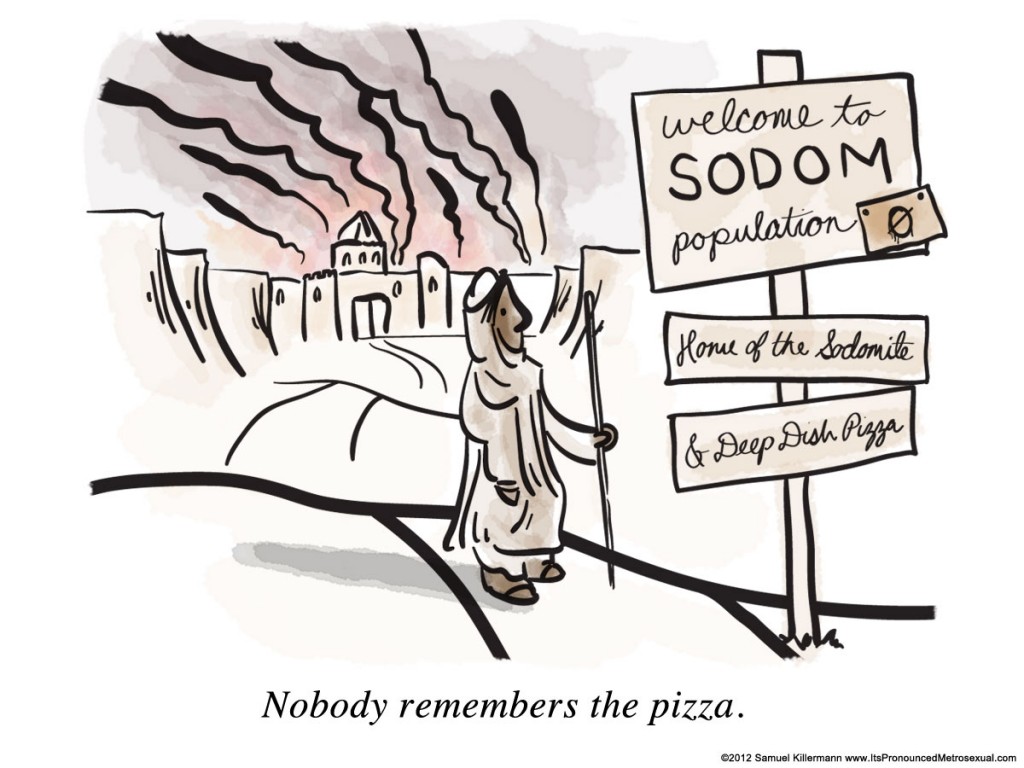 welcome to
SODOM
population Ø
Home of the Sodomite
& Deep Dish Pizza
Nobody remembers the pizza.
©2012 Samuel Killermann www.ItsPronouncedMetrosexual.com